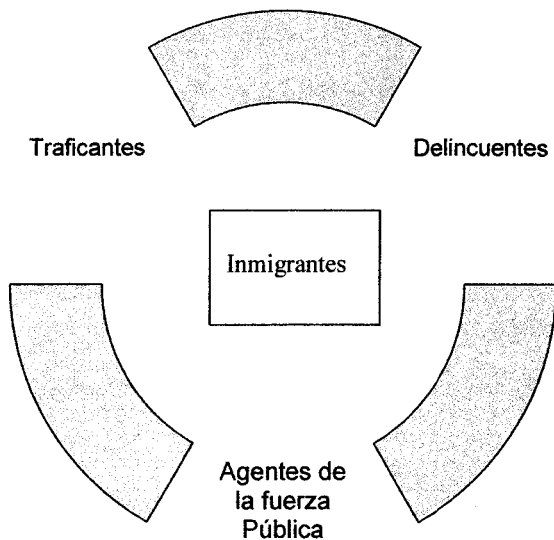 Traficantes
Delincuentes
Inmigrantes
Agentes de
la fuerza
Pública